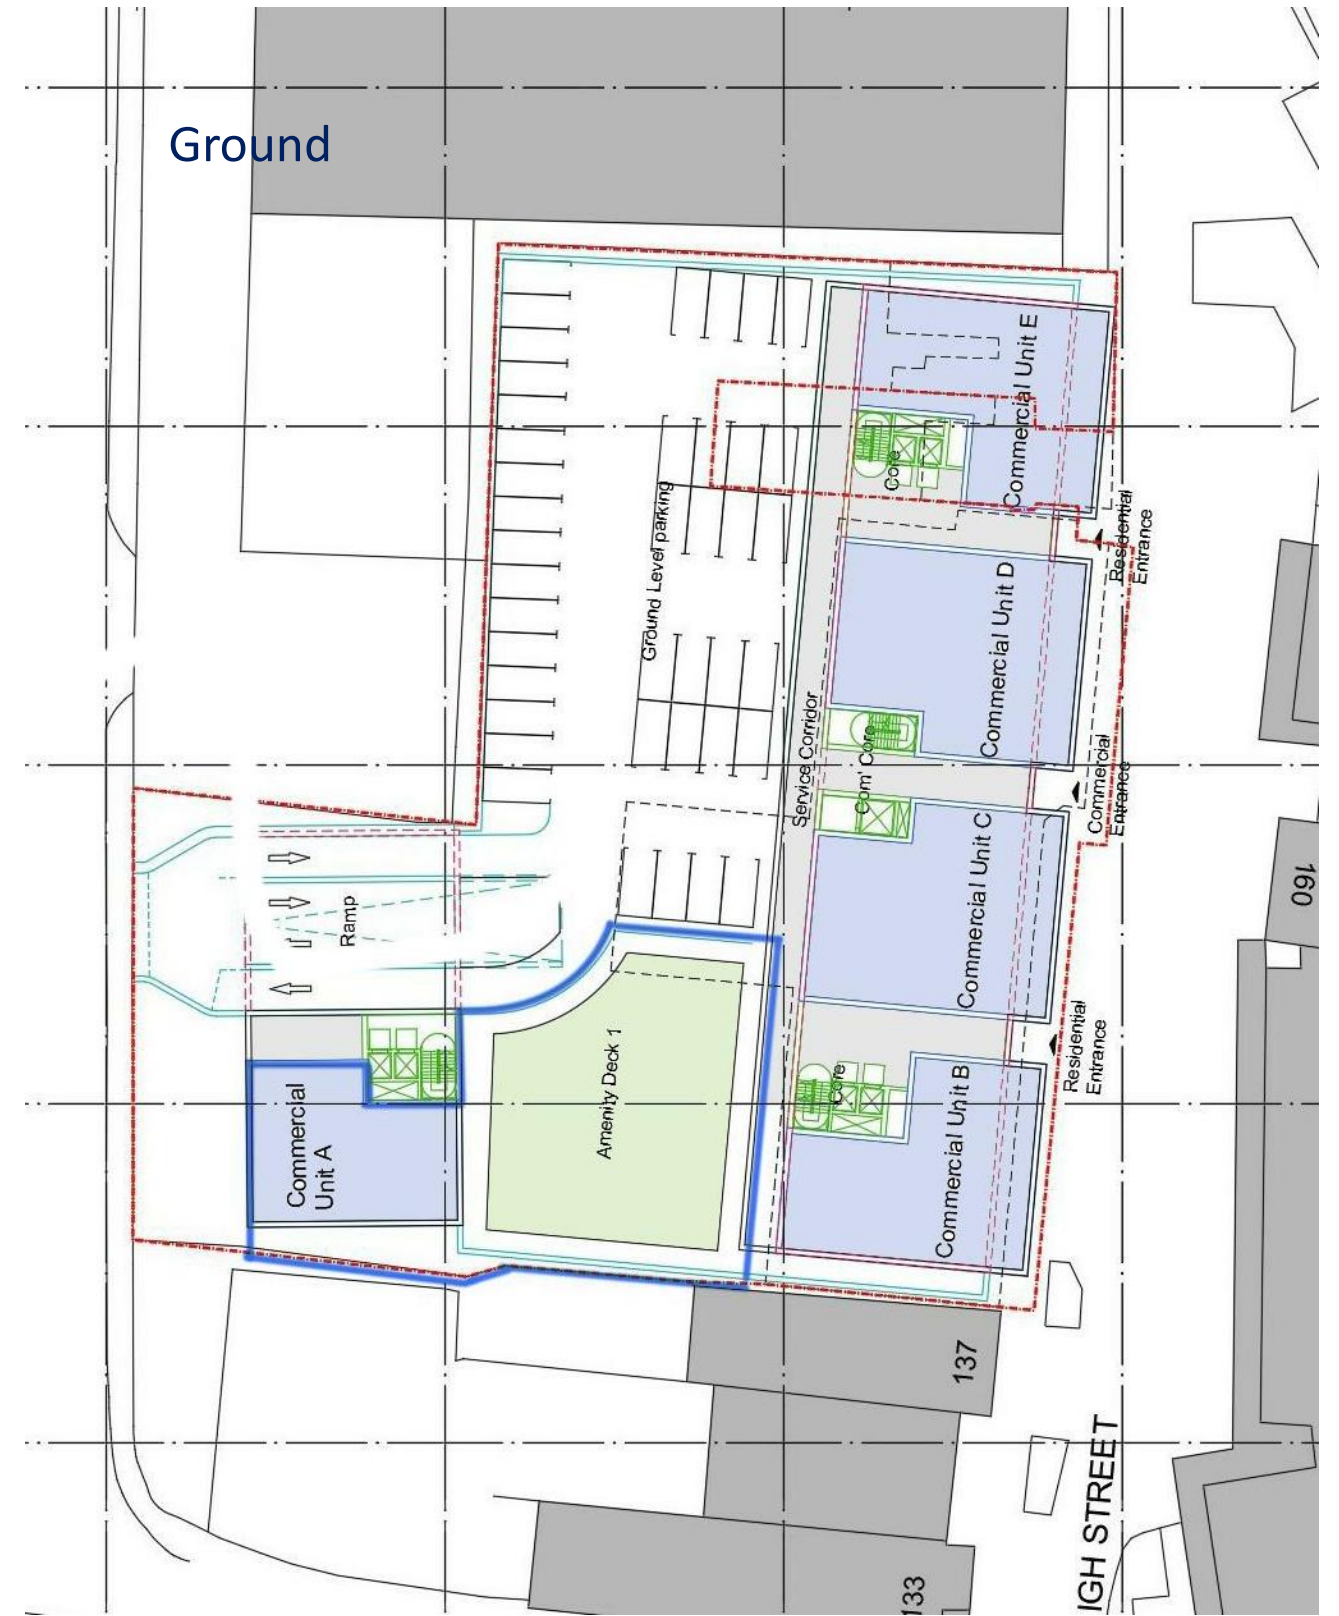 Ground
Commercial Unit E
Core
Residential
Entrance
Ground Level parking
Commercial Unit D
Service Corridor
Com' Core
Commercial
Entrance
Commercial Unit C
160
Ramp
Residential
Entrance
Core
Commercial Unit B
Amenity Deck 1
Commercial
Unit A
137
IGH STREET
133